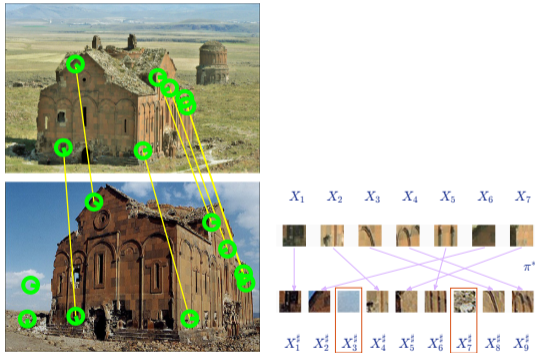 X₁ X₂ X₃ X₄ X₅ X₆ X₇
π*
X₁^♯ X₂^♯ X₃^♯ X₄^♯ X₅^♯ X₆^♯ X₇^♯ X₈^♯ X₉^♯